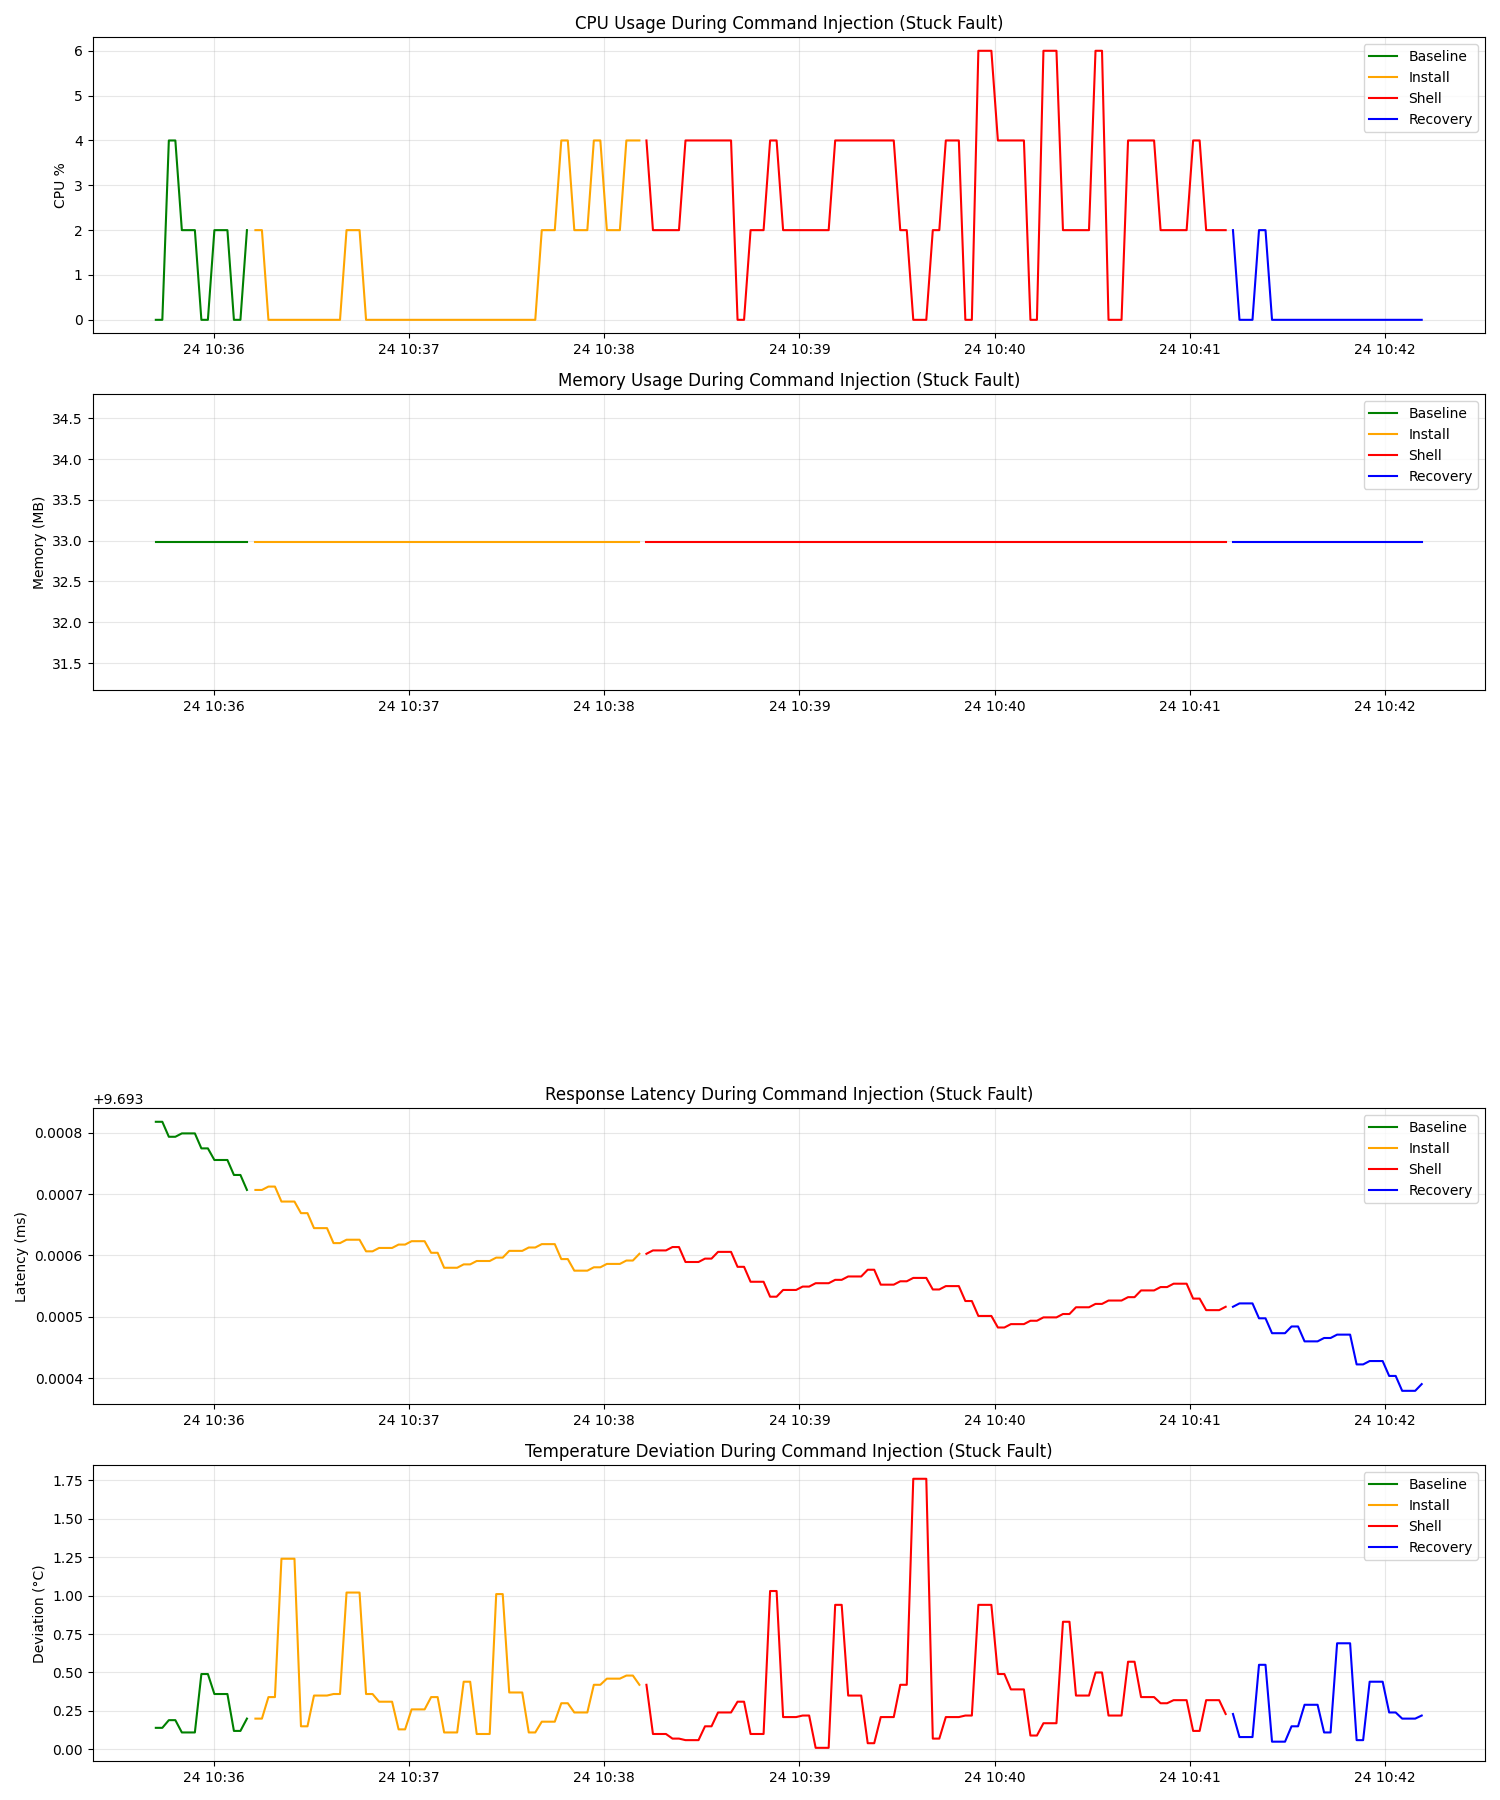 CPU Usage During Command Injection (Stuck Fault)
CPU %
6
5
4
3
2
1
0
Baseline
Install
Shell
Recovery
24 10:36 24 10:37 24 10:38 24 10:39 24 10:40 24 10:41 24 10:42
Memory Usage During Command Injection (Stuck Fault)
Memory (MB)
34.5
34.0
33.5
33.0
32.5
32.0
31.5
Baseline
Install
Shell
Recovery
24 10:36 24 10:37 24 10:38 24 10:39 24 10:40 24 10:41 24 10:42
Response Latency During Command Injection (Stuck Fault)
+9.693
Latency (ms)
0.0008
0.0007
0.0006
0.0005
0.0004
Baseline
Install
Shell
Recovery
24 10:36 24 10:37 24 10:38 24 10:39 24 10:40 24 10:41 24 10:42
Temperature Deviation During Command Injection (Stuck Fault)
Deviation (°C)
1.75
1.50
1.25
1.00
0.75
0.50
0.25
0.00
Baseline
Install
Shell
Recovery
24 10:36 24 10:37 24 10:38 24 10:39 24 10:40 24 10:41 24 10:42